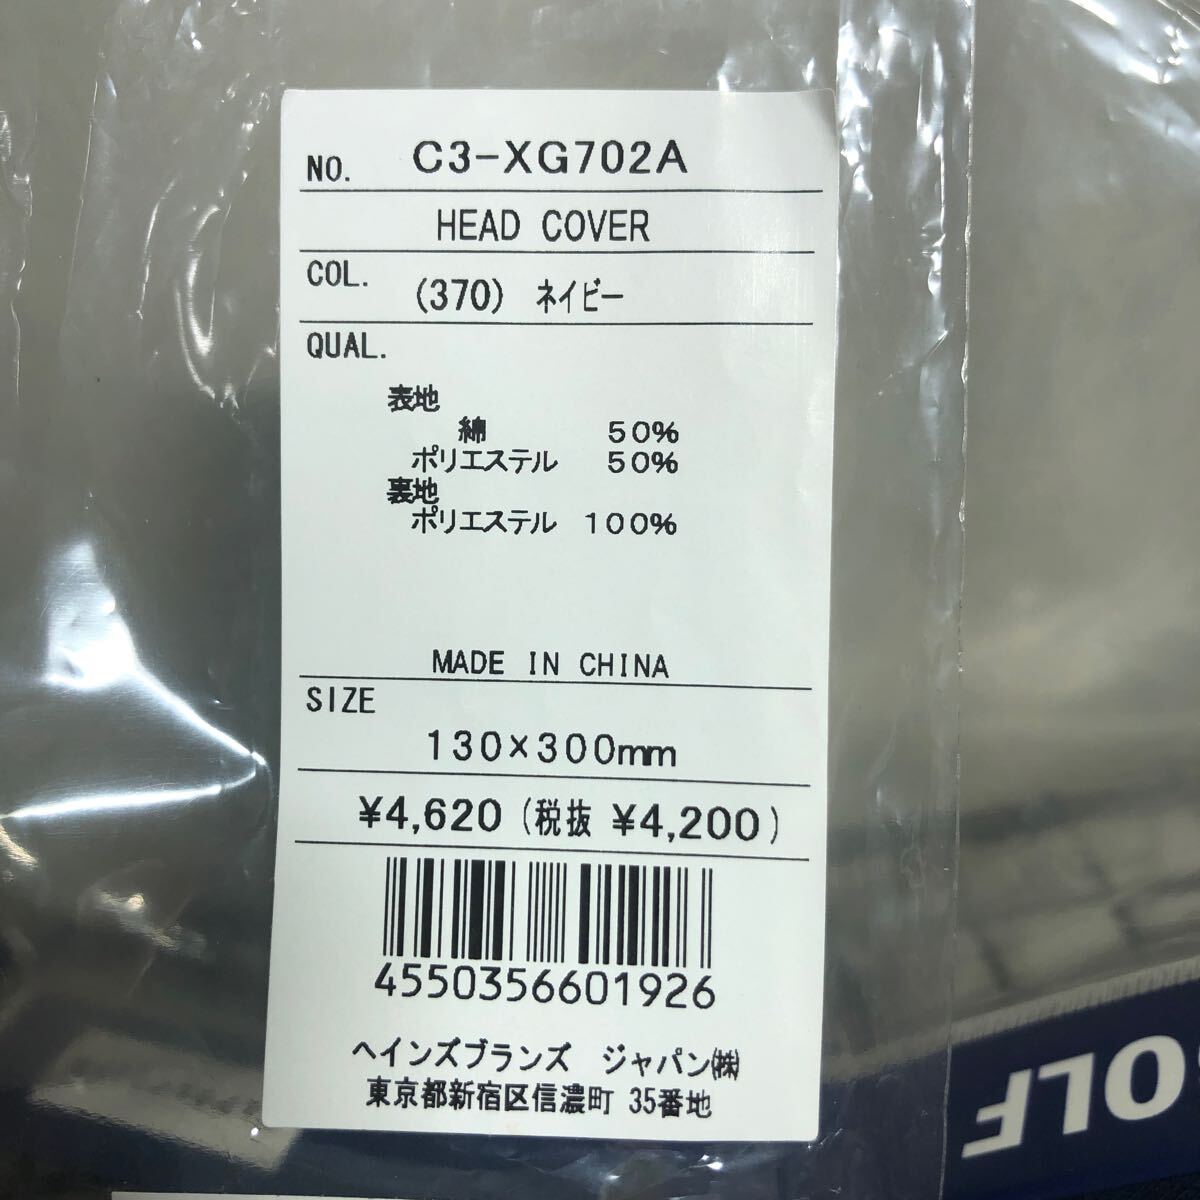 NO. C3-XG702A
HEAD COVER
COL. (370) ネイビー
QUAL.
表地
綿 50%
ポリエステル 50%
裏地
ポリエステル 100%
MADE IN CHINA
SIZE
130×300mm
¥4,620 (税抜 ¥4,200)
4550356601926
ヘインズブランズ ジャパン㈱
東京都新宿区信濃町 35番地
OLF